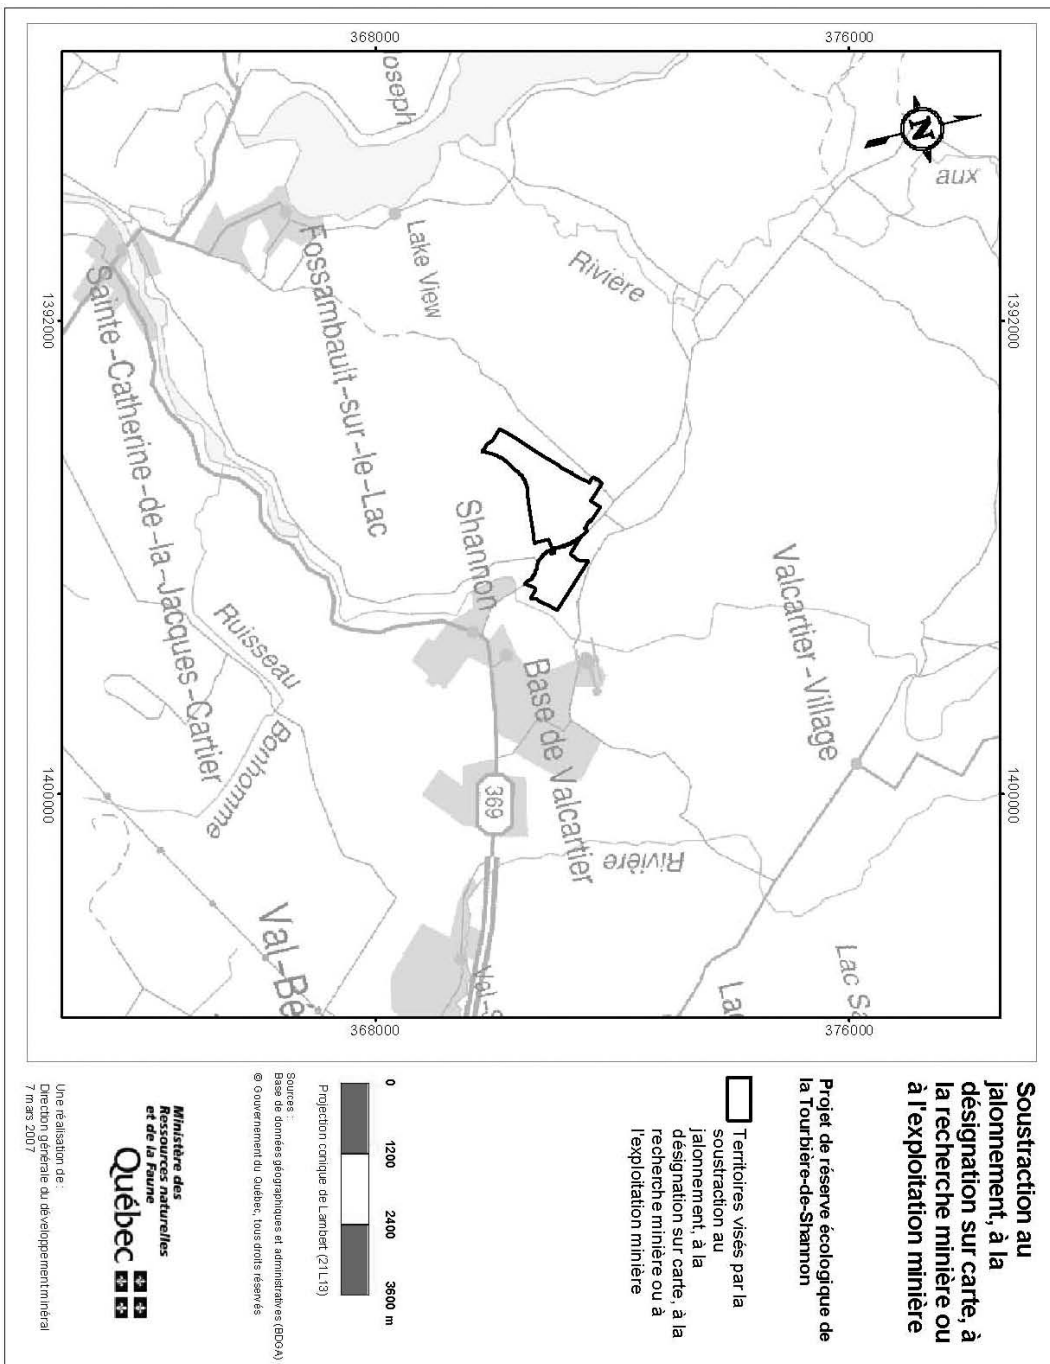 Soustraction au
jalonnement, à la
désignation sur carte, à
la recherche minière ou
à l'exploitation minière
Projet de réserve écologique de
la Tourbière-de-Shannon
Territoires visés par la
soustraction au
jalonnement, à la
désignation sur carte, à la
recherche minière ou à
l'exploitation minière
0 1200 2400 3600 m
Projection conique de Lambert (21L13)
Sources :
Base de données géographiques et administratives (BDGA)
© Gouvernement du Québec, tous droits réservés
Ministère des
Ressources naturelles
et de la Faune
Québec
Une réalisation de :
Direction générale du développement minéral
7 mars 2007
1392000
1400000
376000
376000
368000
368000
1392000
1400000
N
aux
Rivière
Joseph
Lake View
Fossambault-sur-le-Lac
Sainte-Catherine-de-la-Jacques-Cartier
Shannon
Valcartier-Village
Base de Valcartier
369
Rivière
Ruisseau
Bonhomme
Val-Bé
Val-S
Lac Sa
Lac